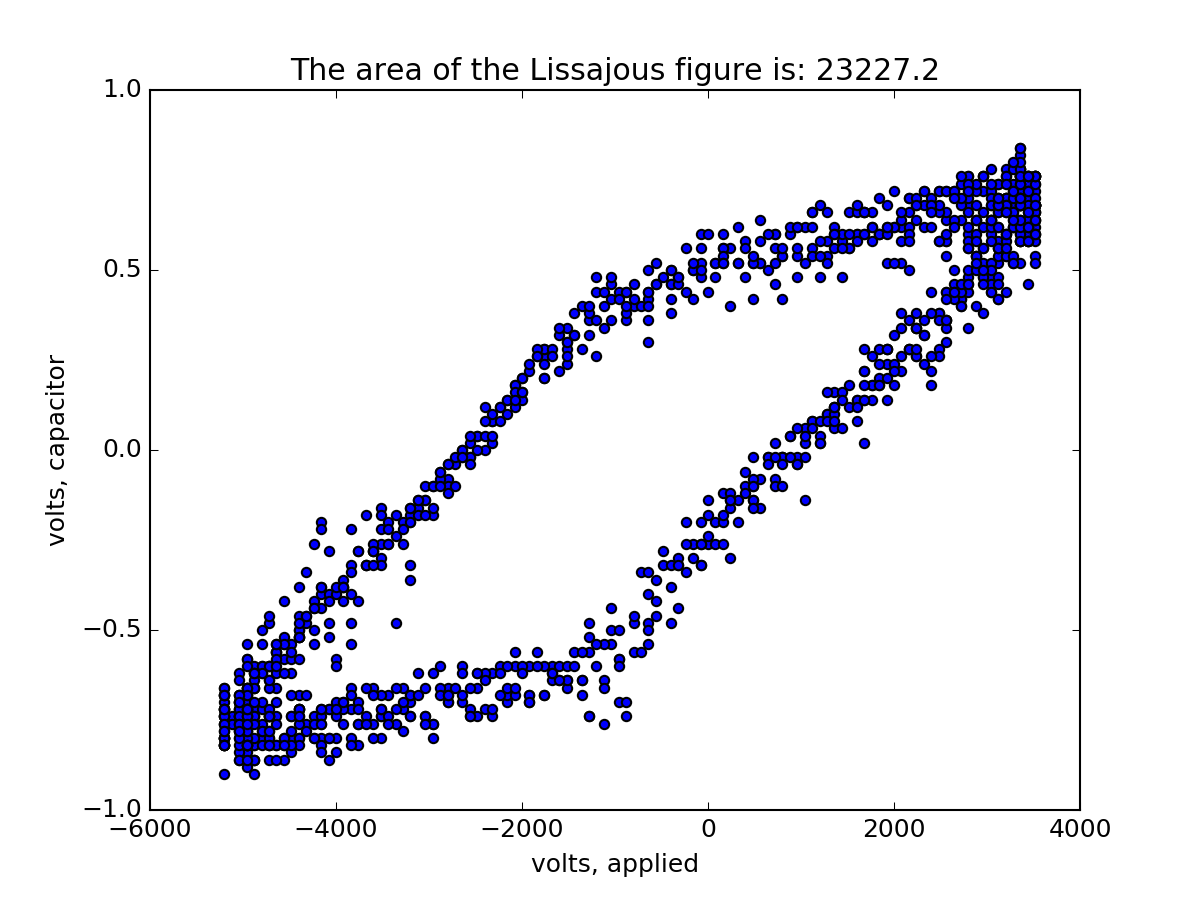 The area of the Lissajous figure is: 23227.2
1.0
0.5
0.0
−0.5
−1.0
volts, capacitor
−6000 −4000 −2000 0 2000 4000
volts, applied